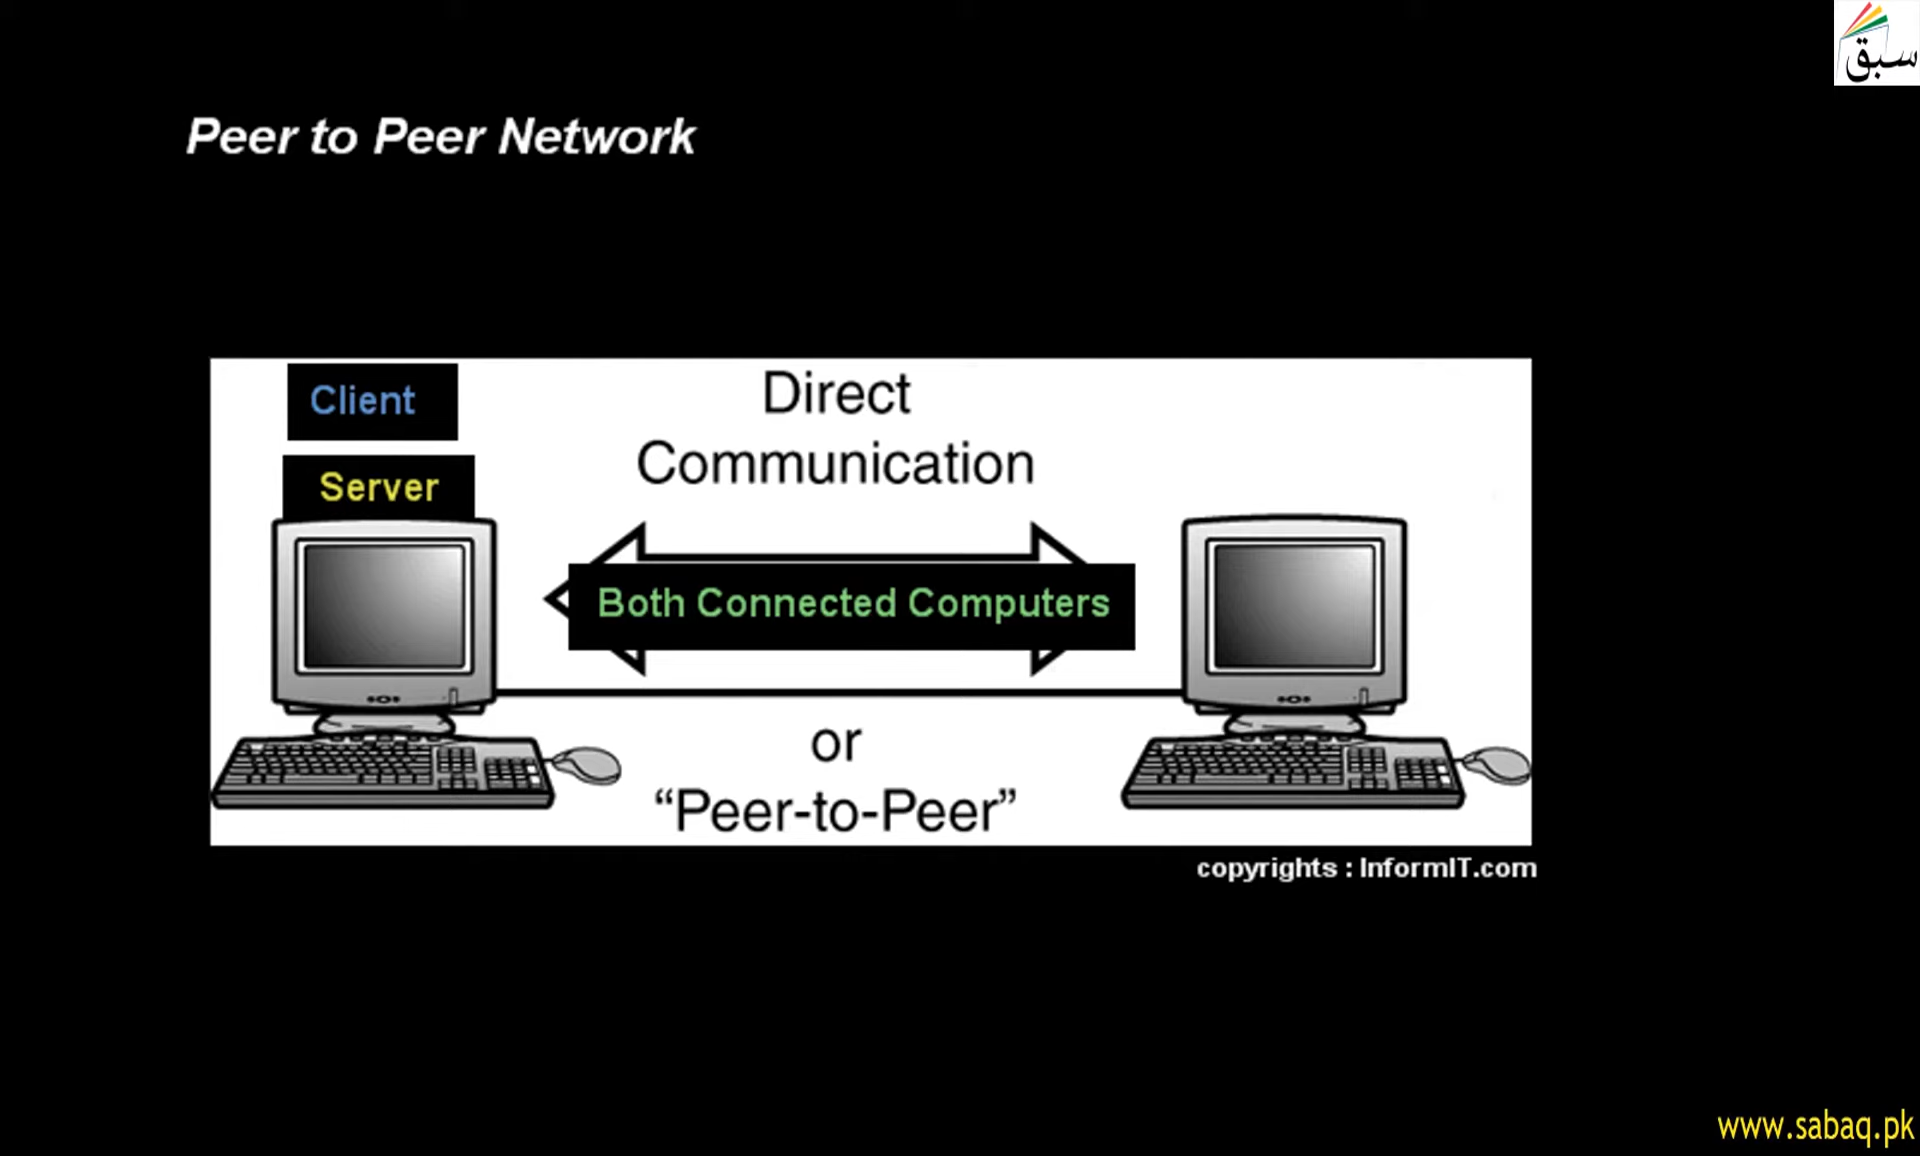 سبق
Peer to Peer Network
Client
Server
Direct
Communication
Both Connected Computers
or
“Peer-to-Peer”
copyrights : InformIT.com
www.sabaq.pk